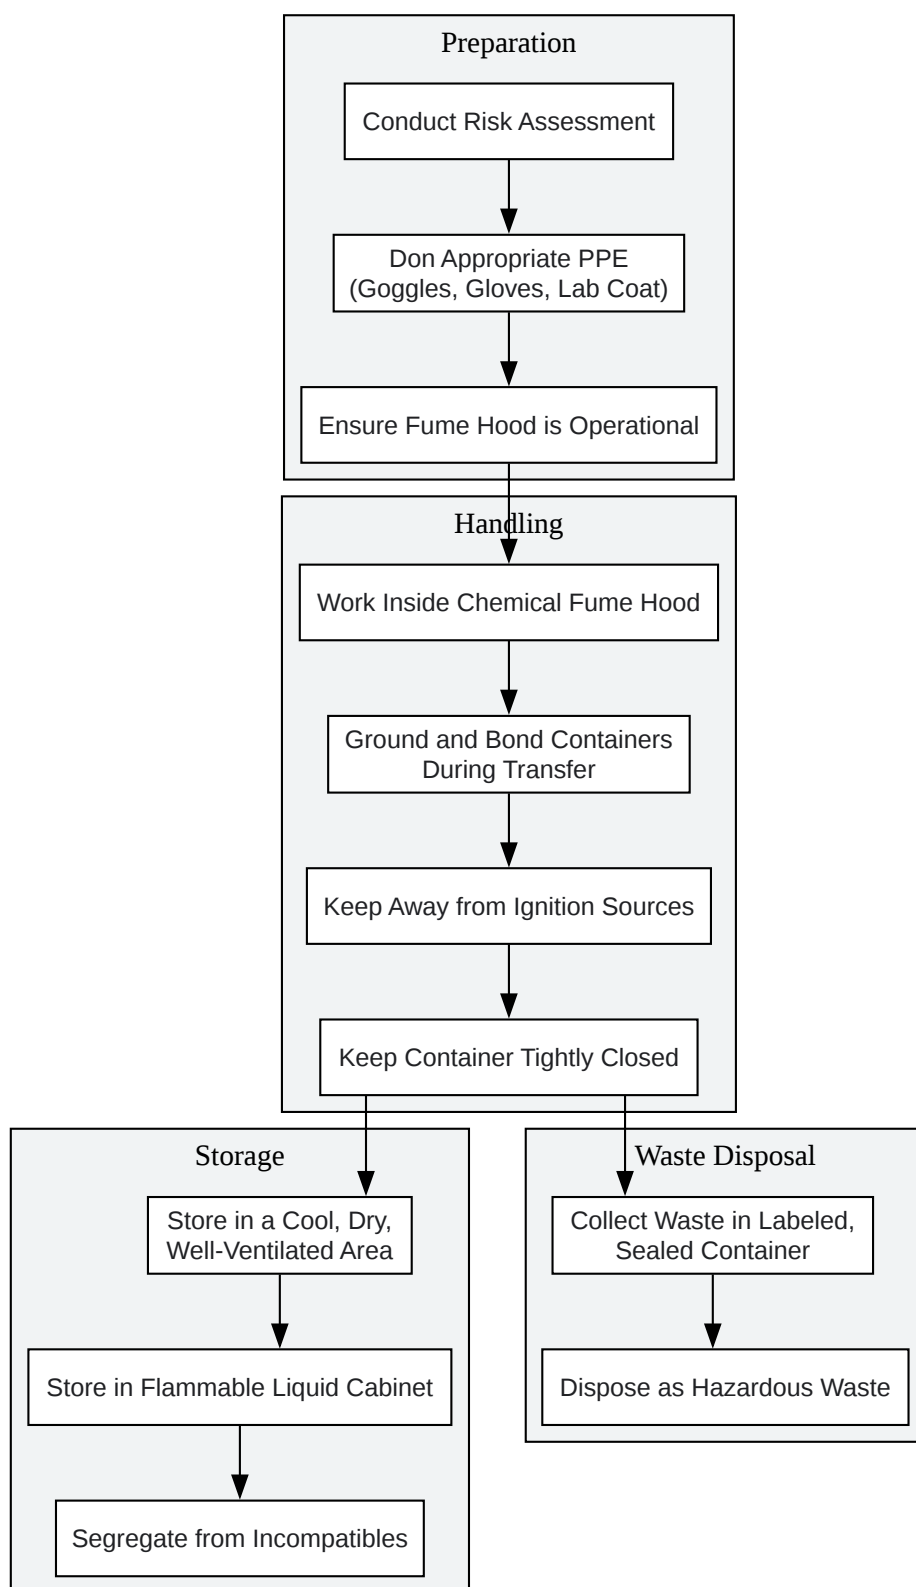 Preparation
Conduct Risk Assessment
Don Appropriate PPE
(Goggles, Gloves, Lab Coat)
Ensure Fume Hood is Operational
Handling
Work Inside Chemical Fume Hood
Ground and Bond Containers
During Transfer
Keep Away from Ignition Sources
Keep Container Tightly Closed
Storage
Store in a Cool, Dry,
Well-Ventilated Area
Store in Flammable Liquid Cabinet
Segregate from Incompatibles
Waste Disposal
Collect Waste in Labeled,
Sealed Container
Dispose as Hazardous Waste